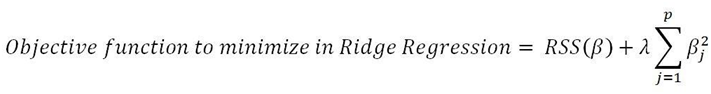 Objective function to minimize in Ridge Regression = RSS(β) + λ ∑_{j=1}^{p} β_j^2